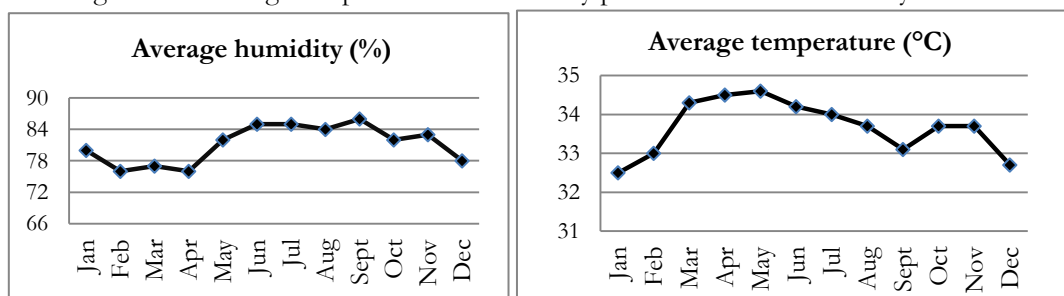 Average humidity (%)
90
84
78
72
66
Jan
Feb
Mar
Apr
May
Jun
Jul
Aug
Sept
Oct
Nov
Dec
Average temperature (°C)
35
34
33
32
31
Jan
Feb
Mar
Apr
May
Jun
Jul
Aug
Sept
Oct
Nov
Dec